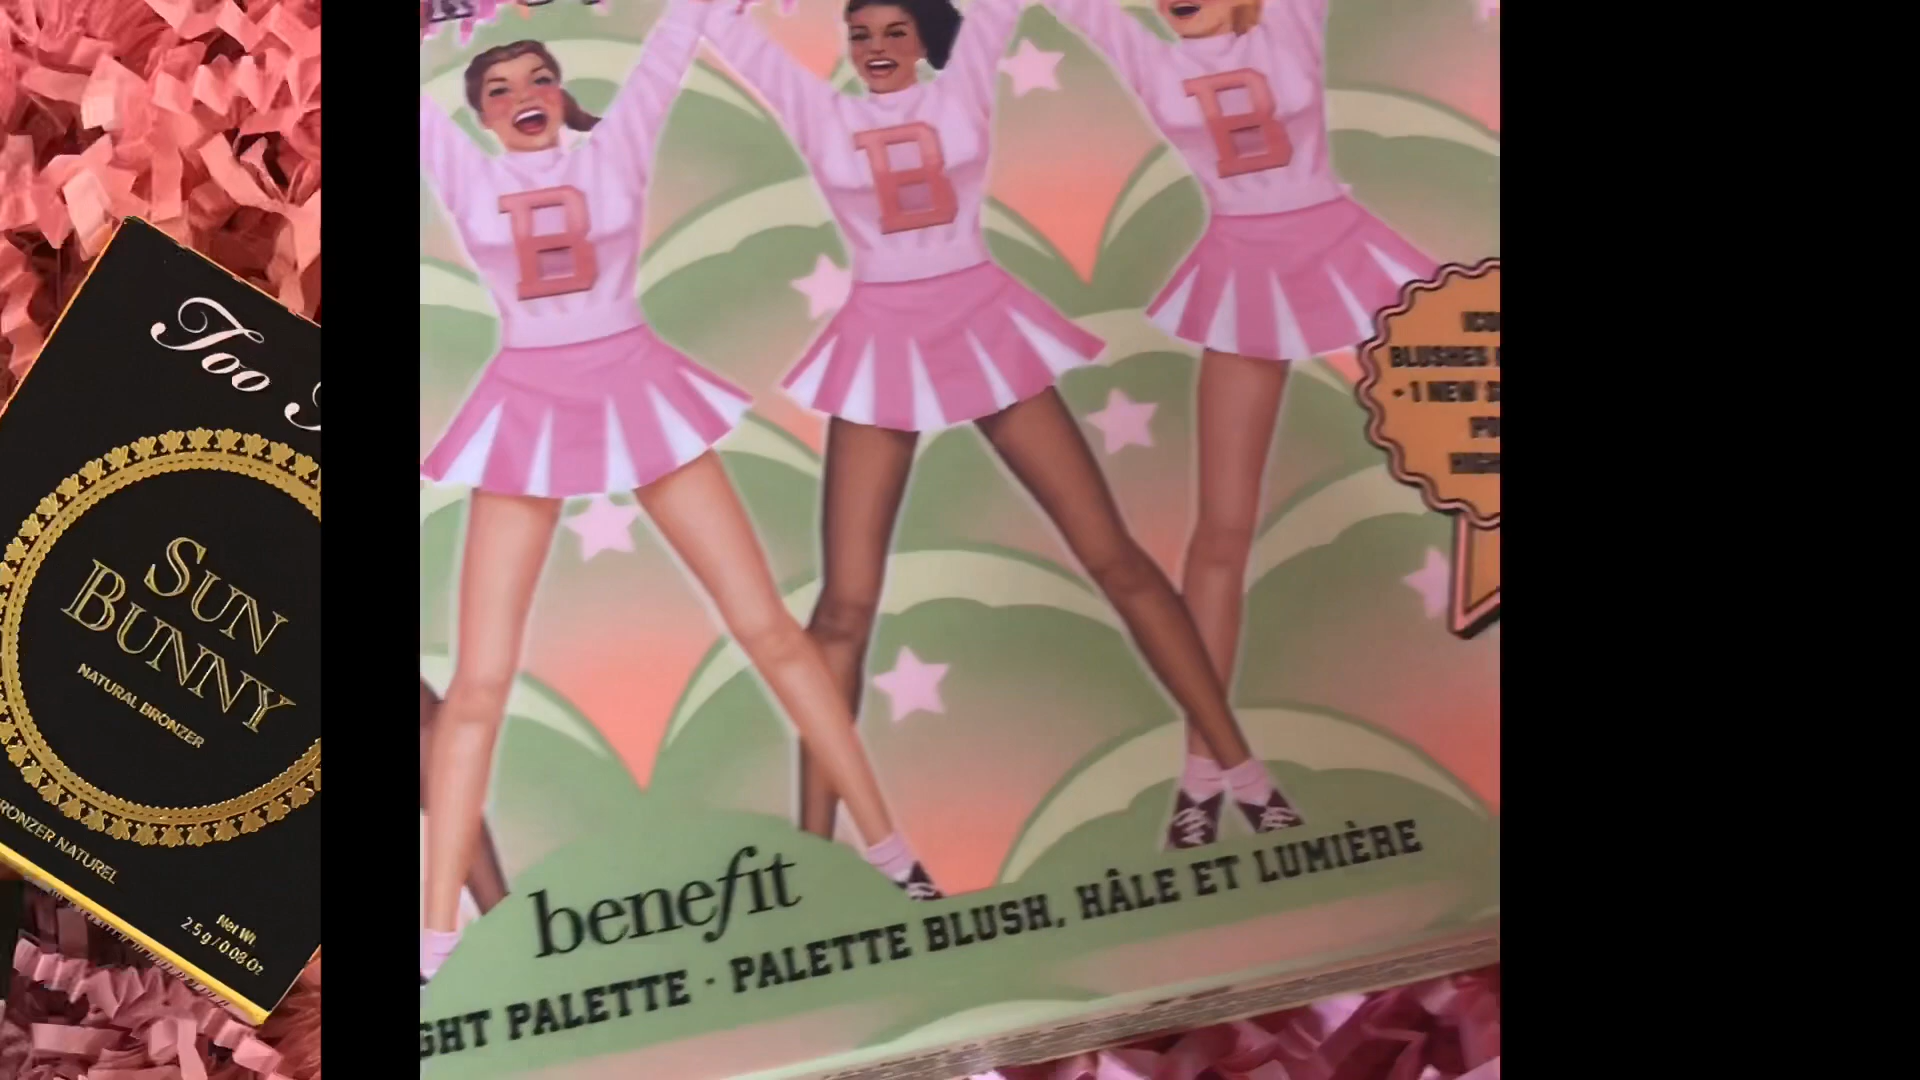 Too
SUN
BUNNY
NATURAL BRONZER
BRONZER NATUREL
Net Wt.
2.5 g / 0.08 Oz
B
B
B
BLUSHES
• 1 NEW
benefit
PALETTE · PALETTE BLUSH, HÂLE ET LUMIÈRE